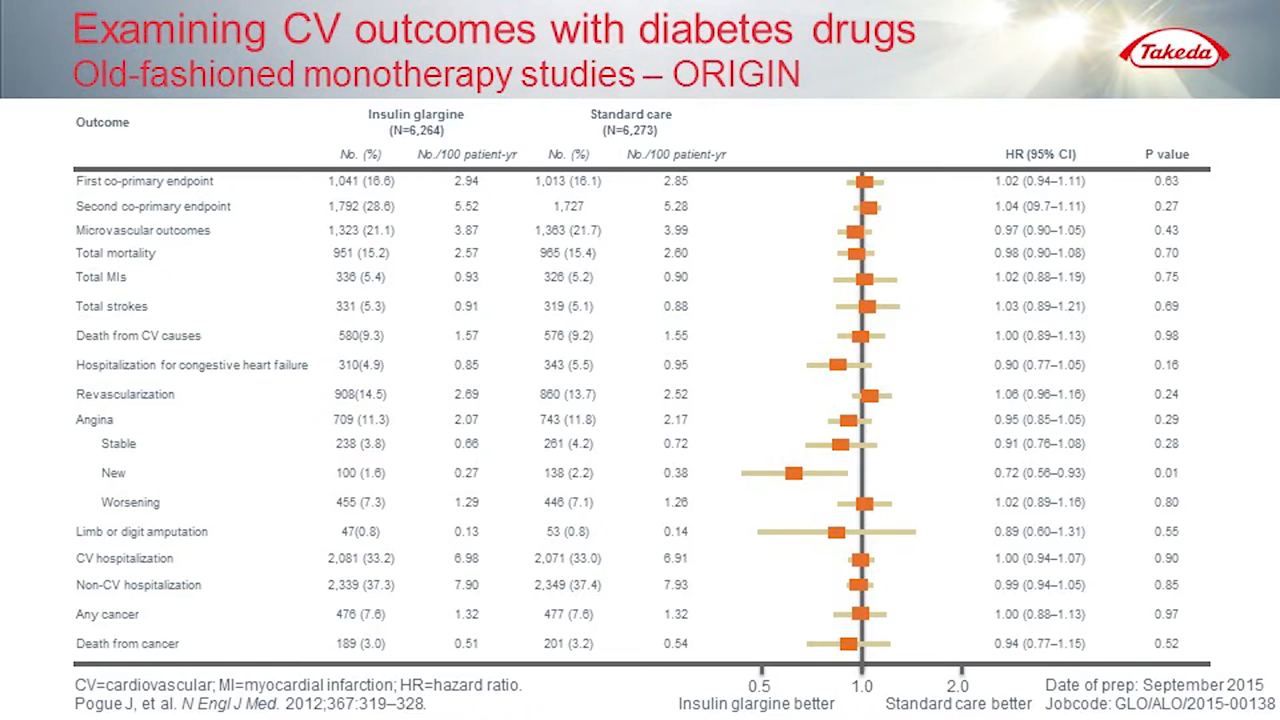 Examining CV outcomes with diabetes drugs
Old-fashioned monotherapy studies – ORIGIN
Takeda
Outcome Insulin glargine (N=6,264) Standard care (N=6,273)
No. (%) No./100 patient-yr No. (%) No./100 patient-yr HR (95% CI) P value
First co-primary endpoint 1,041 (16.6) 2.94 1,013 (16.1) 2.85 1.02 (0.94–1.11) 0.63
Second co-primary endpoint 1,792 (28.6) 5.52 1,727 5.28 1.04 (09.7–1.11) 0.27
Microvascular outcomes 1,323 (21.1) 3.87 1,363 (21.7) 3.99 0.97 (0.90–1.05) 0.43
Total mortality 951 (15.2) 2.57 965 (15.4) 2.60 0.98 (0.90–1.08) 0.70
Total MIs 336 (5.4) 0.93 326 (5.2) 0.90 1.02 (0.88–1.19) 0.75
Total strokes 331 (5.3) 0.91 319 (5.1) 0.88 1.03 (0.89–1.21) 0.69
Death from CV causes 580(9.3) 1.57 576 (9.2) 1.55 1.00 (0.89–1.13) 0.98
Hospitalization for congestive heart failure 310(4.9) 0.85 343 (5.5) 0.95 0.90 (0.77–1.05) 0.16
Revascularization 908(14.5) 2.69 860 (13.7) 2.52 1.06 (0.96–1.16) 0.24
Angina 709 (11.3) 2.07 743 (11.8) 2.17 0.95 (0.85–1.05) 0.29
Stable 238 (3.8) 0.66 261 (4.2) 0.72 0.91 (0.76–1.08) 0.28
New 100 (1.6) 0.27 138 (2.2) 0.38 0.72 (0.56–0.93) 0.01
Worsening 455 (7.3) 1.29 446 (7.1) 1.26 1.02 (0.89–1.16) 0.80
Limb or digit amputation 47(0.8) 0.13 53 (0.8) 0.14 0.89 (0.60–1.31) 0.55
CV hospitalization 2,081 (33.2) 6.98 2,071 (33.0) 6.91 1.00 (0.94–1.07) 0.90
Non-CV hospitalization 2,339 (37.3) 7.90 2,349 (37.4) 7.93 0.99 (0.94–1.05) 0.85
Any cancer 476 (7.6) 1.32 477 (7.6) 1.32 1.00 (0.88–1.13) 0.97
Death from cancer 189 (3.0) 0.51 201 (3.2) 0.54 0.94 (0.77–1.15) 0.52
0.5 1.0 2.0
Insulin glargine better Standard care better
CV=cardiovascular; MI=myocardial infarction; HR=hazard ratio.
Pogue J, et al. N Engl J Med. 2012;367:319–328.
Date of prep: September 2015
Jobcode: GLO/ALO/2015-00138